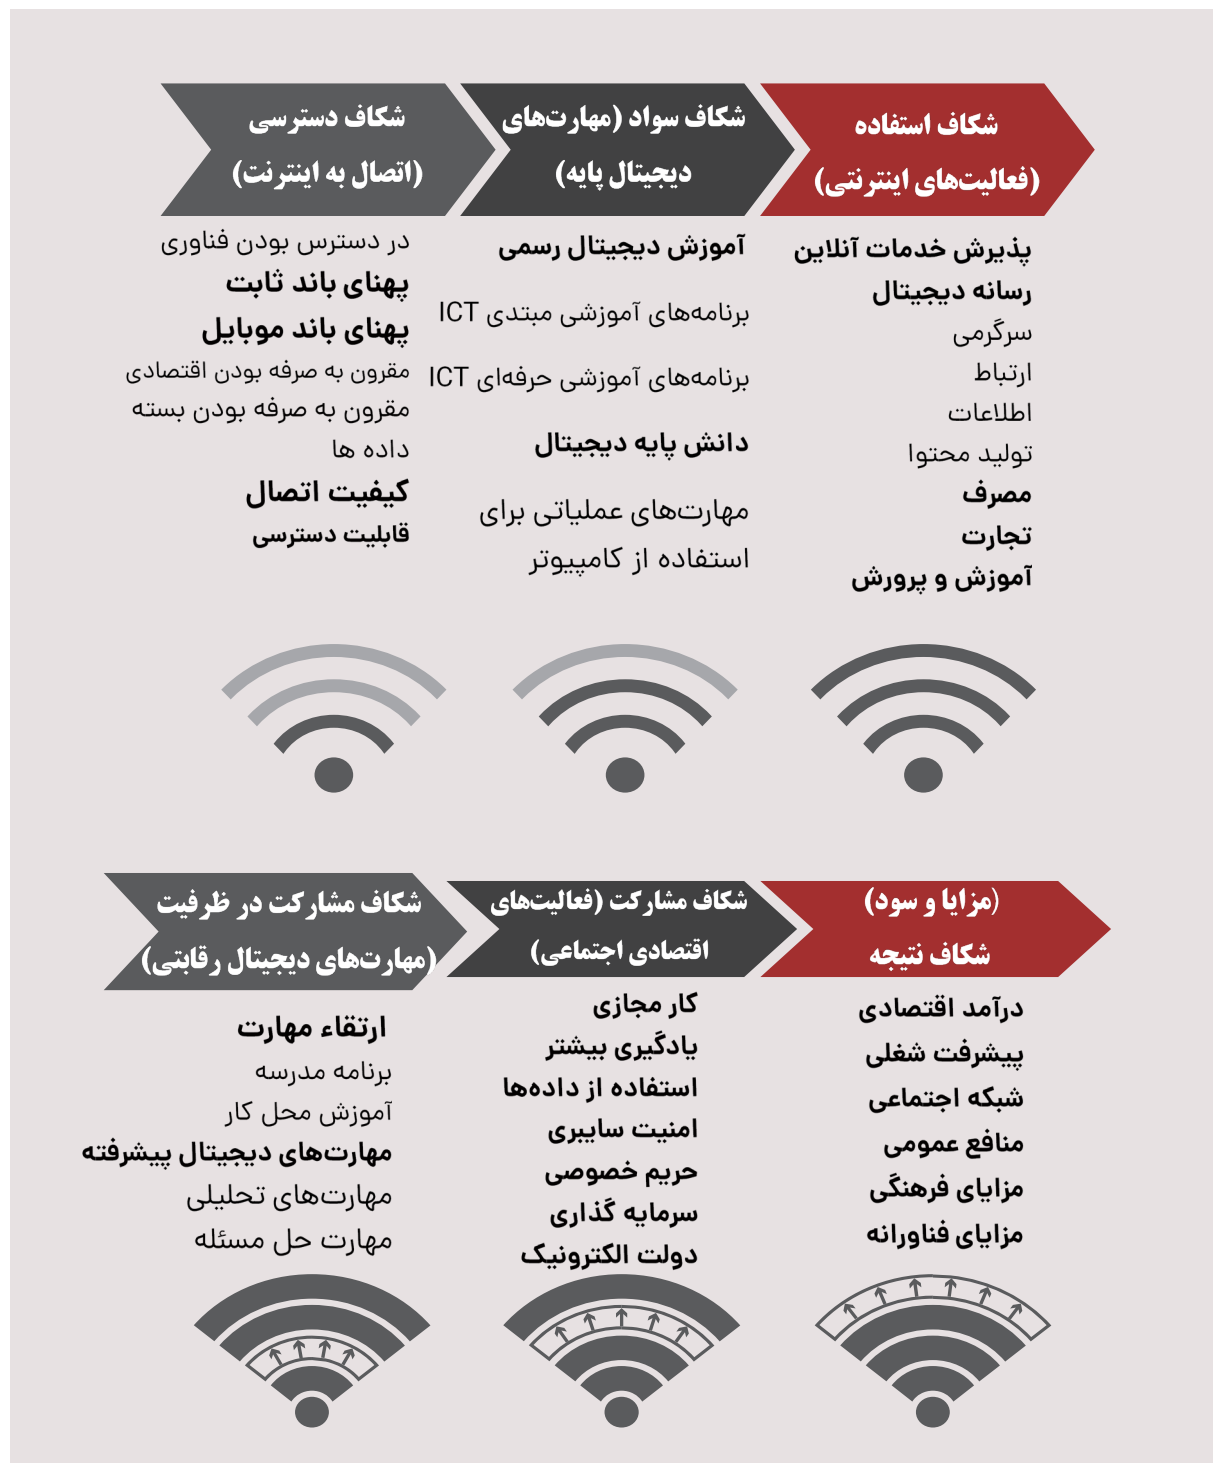 شکاف دسترسی
(اتصال به اینترنت)
در دسترس بودن فناوری
پهنای باند ثابت
پهنای باند موبایل
مقرون به صرفه بودن اقتصادی
مقرون به صرفه بودن بسته
داده ها
کیفیت اتصال
قابلیت دسترسی
شکاف سواد (مهارت‌های
دیجیتال پایه)
آموزش دیجیتال رسمی
برنامه‌های آموزشی مبتدی ICT
برنامه‌های آموزشی حرفه‌ای ICT
دانش پایه دیجیتال
مهارت‌های عملیاتی برای
استفاده از کامپیوتر
شکاف استفاده
(فعالیت‌های اینترنتی)
پذیرش خدمات آنلاین
رسانه دیجیتال
سرگرمی
ارتباط
اطلاعات
تولید محتوا
مصرف
تجارت
آموزش و پرورش
شکاف مشارکت در ظرفیت
(مهارت‌های دیجیتال رقابتی)
ارتقاء مهارت
برنامه مدرسه
آموزش محل کار
مهارت‌های دیجیتال پیشرفته
مهارت‌های تحلیلی
مهارت حل مسئله
شکاف مشارکت (فعالیت‌های
اقتصادی اجتماعی)
کار مجازی
یادگیری بیشتر
استفاده از داده‌ها
امنیت سایبری
حریم خصوصی
سرمایه گذاری
دولت الکترونیک
(مزایا و سود)
شکاف نتیجه
درآمد اقتصادی
پیشرفت شغلی
شبکه اجتماعی
منافع عمومی
مزایای فرهنگی
مزایای فناورانه